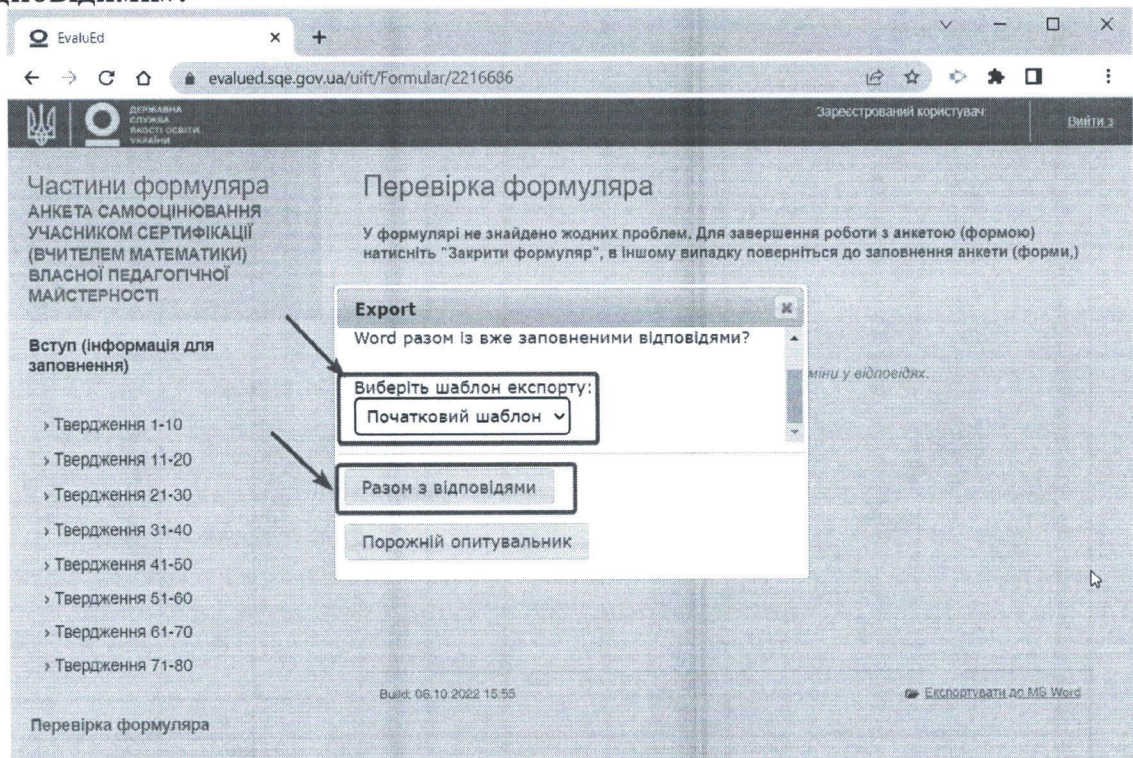 EvaluEd
evalued.sqe.gov.ua/uift/Formular/2216686
ДЕРЖАВНА
СЛУЖБА
ЯКОСТІ ОСВІТИ
УКРАЇНИ
Зареєстрований користувач
Вийти з
Частини формуляра
АНКЕТА САМООЦІНЮВАННЯ
УЧАСНИКОМ СЕРТИФІКАЦІЇ
(ВЧИТЕЛЕМ МАТЕМАТИКИ)
ВЛАСНОЇ ПЕДАГОГІЧНОЇ
МАЙСТЕРНОСТІ
Вступ (інформація для
заповнення)
› Твердження 1-10
› Твердження 11-20
› Твердження 21-30
› Твердження 31-40
› Твердження 41-50
› Твердження 51-60
› Твердження 61-70
› Твердження 71-80
Перевірка формуляра
Перевірка формуляра
У формулярі не знайдено жодних проблем. Для завершення роботи з анкетою (формою)
натисніть "Закрити формуляр", в іншому випадку поверніться до заповнення анкети (форми,)
Export
Word разом із вже заповненими відповідями?
міни у відповідях.
Виберіть шаблон експорту:
Початковий шаблон
Разом з відповідями
Порожній опитувальник
Build: 06.10.2022 15:55
Експортувати до MS Word